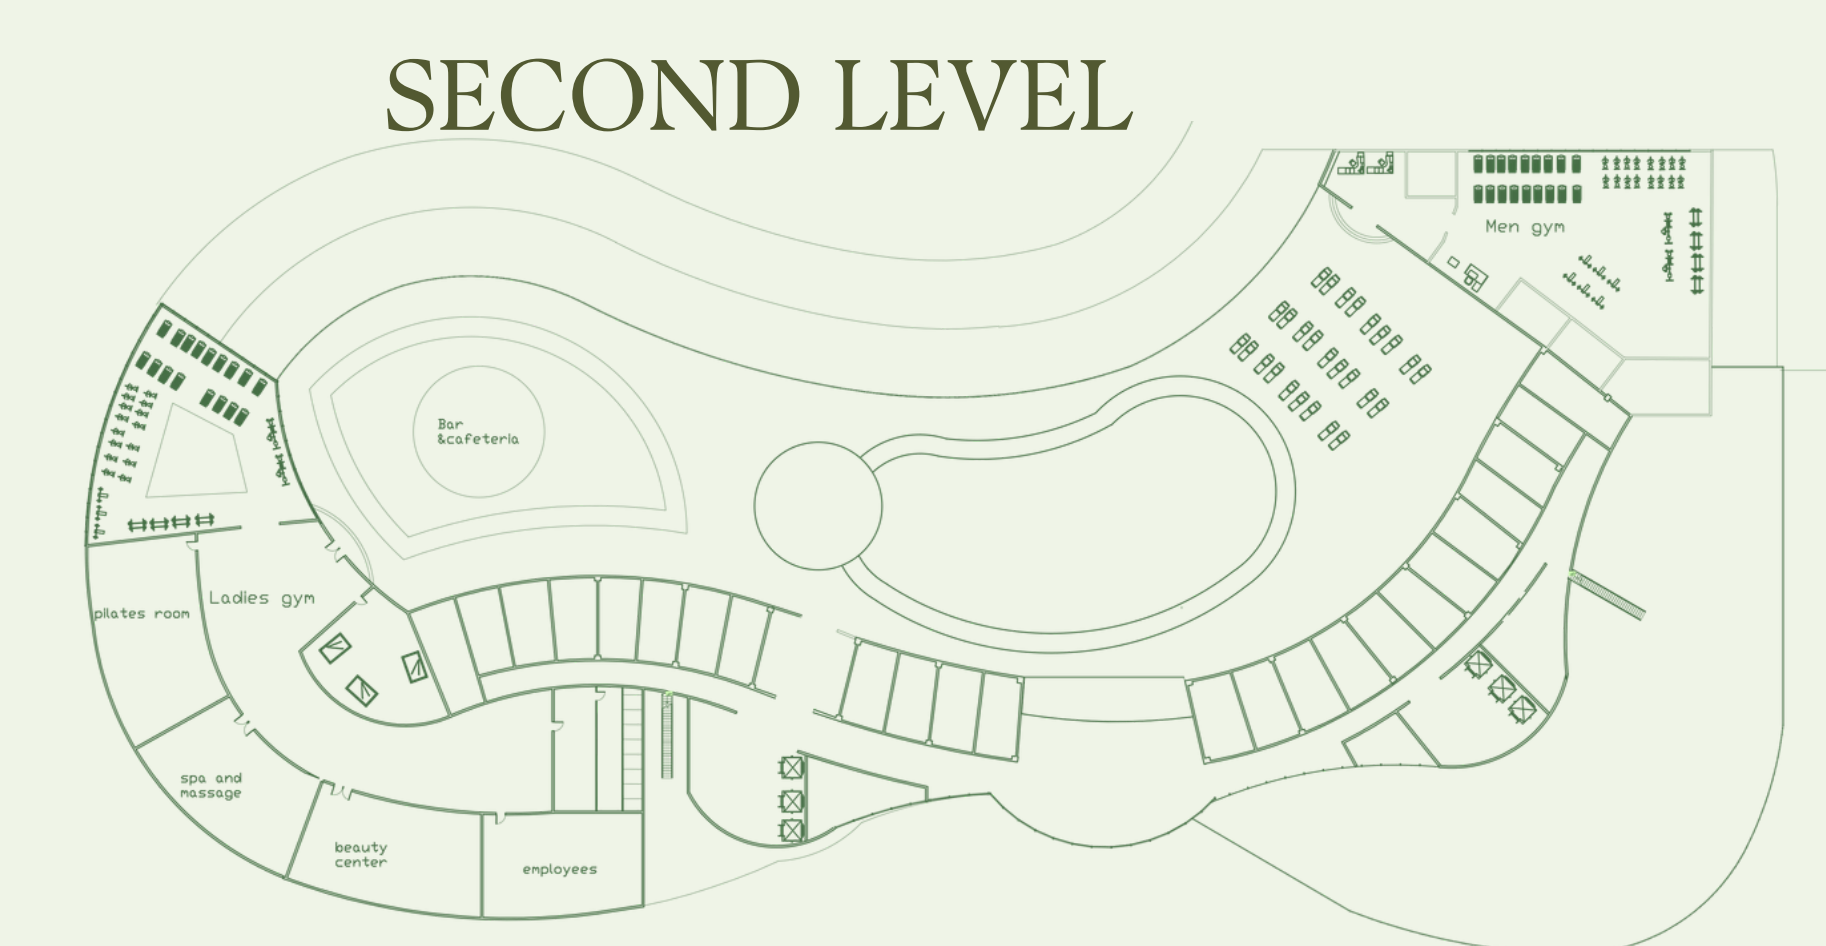 SECOND LEVEL
Men gym
Bar
&cafeteria
Ladies gym
pilates room
spa and
massage
beauty
center
employees